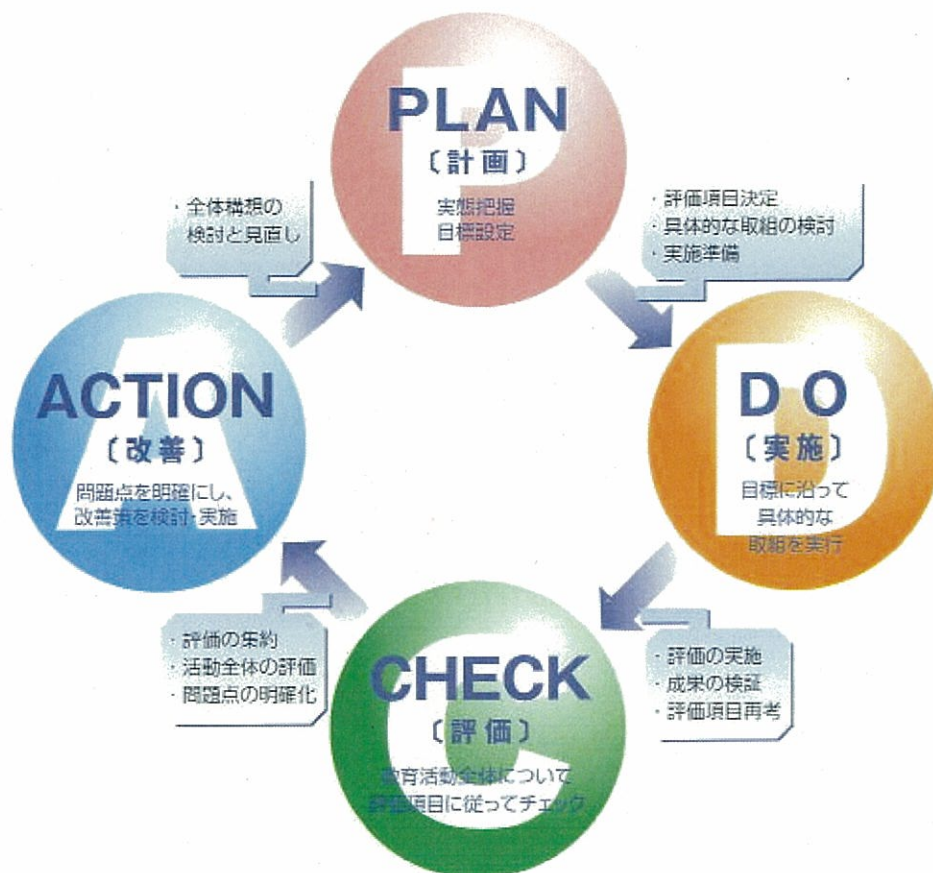 PLAN
〔計画〕
実態把握
目標設定
・評価項目決定
・具体的な取組の検討
・実施準備
DO
〔実施〕
目標に沿って
具体的な
取組を実行
・評価の実施
・成果の検証
・評価項目再考
CHECK
〔評価〕
教育活動全体について
評価項目に従ってチェック
・評価の集約
・活動全体の評価
・問題点の明確化
ACTION
〔改善〕
問題点を明確にし、
改善策を検討・実施
・全体構想の
検討と見直し
P
D
C
A